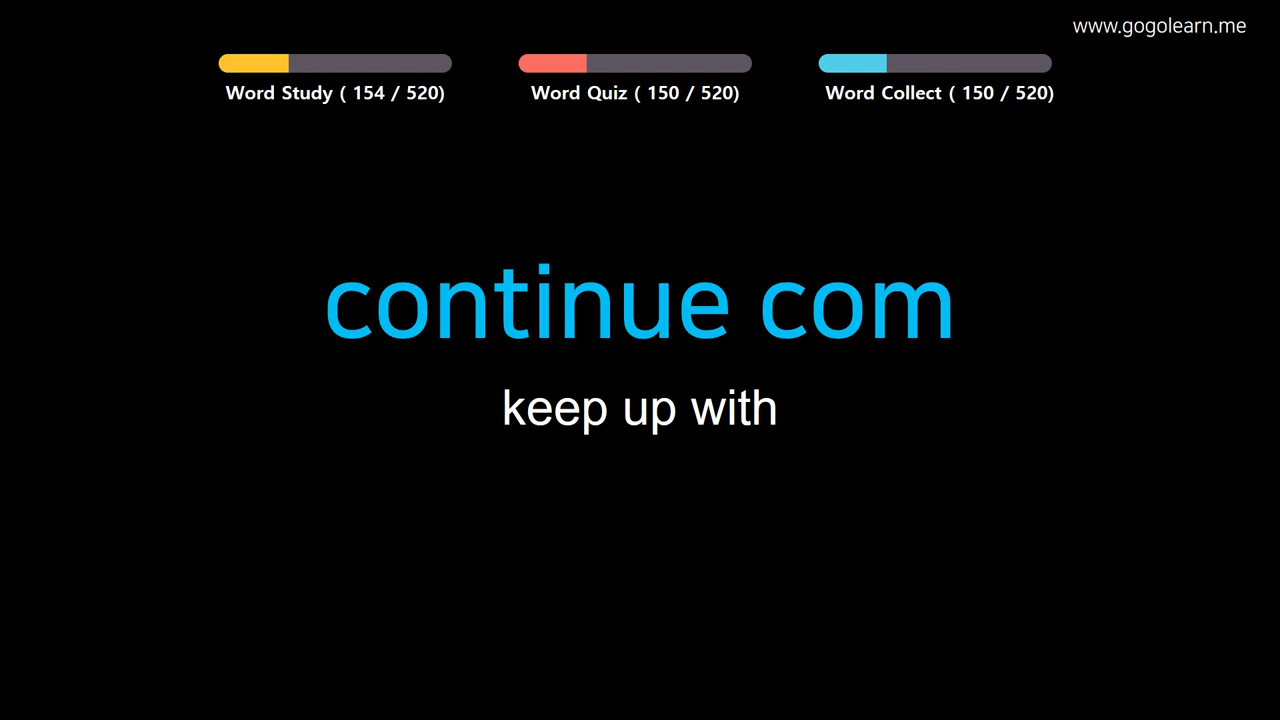 www.gogolearn.me
Word Study ( 154 / 520)
Word Quiz ( 150 / 520)
Word Collect ( 150 / 520)
continue com
keep up with